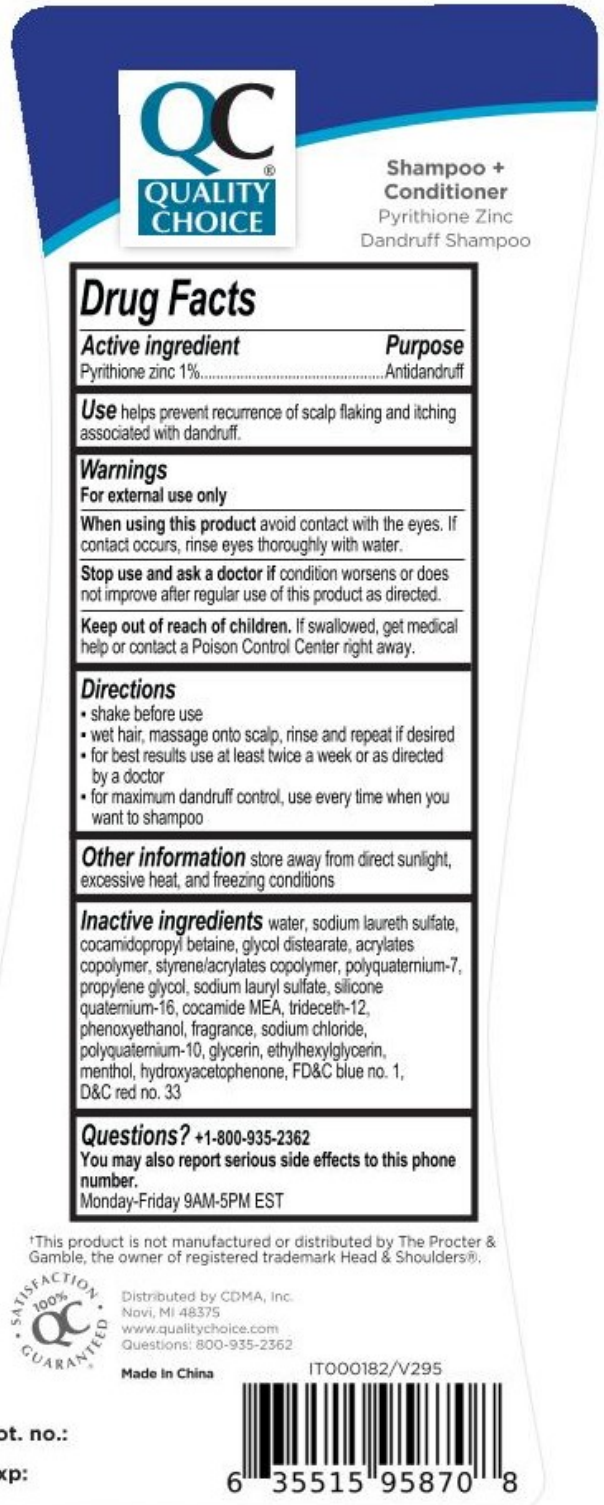 QC®
QUALITY
CHOICE
Shampoo +
Conditioner
Pyrithione Zinc
Dandruff Shampoo
Drug Facts
Active ingredient Purpose
Pyrithione zinc 1%...............................................Antidandruff
Use helps prevent recurrence of scalp flaking and itching
associated with dandruff.
Warnings
For external use only
When using this product avoid contact with the eyes. If
contact occurs, rinse eyes thoroughly with water.
Stop use and ask a doctor if condition worsens or does
not improve after regular use of this product as directed.
Keep out of reach of children. If swallowed, get medical
help or contact a Poison Control Center right away.
Directions
• shake before use
• wet hair, massage onto scalp, rinse and repeat if desired
• for best results use at least twice a week or as directed
by a doctor
• for maximum dandruff control, use every time when you
want to shampoo
Other information store away from direct sunlight,
excessive heat, and freezing conditions
Inactive ingredients water, sodium laureth sulfate,
cocamidopropyl betaine, glycol distearate, acrylates
copolymer, styrene/acrylates copolymer, polyquaternium-7,
propylene glycol, sodium lauryl sulfate, silicone
quaternium-16, cocamide MEA, trideceth-12,
phenoxyethanol, fragrance, sodium chloride,
polyquaternium-10, glycerin, ethylhexylglycerin,
menthol, hydroxyacetophenone, FD&C blue no. 1,
D&C red no. 33
Questions? +1-800-935-2362
You may also report serious side effects to this phone
number.
Monday-Friday 9AM-5PM EST
†This product is not manufactured or distributed by The Procter &
Gamble, the owner of registered trademark Head & Shoulders®.
• SATISFACTION •
100%
QC
GUARANTEED®
Distributed by CDMA, Inc.
Novi, MI 48375
www.qualitychoice.com
Questions: 800-935-2362
Made In China
IT000182/V295
ot. no.:
xp:
6 35515 95870 8